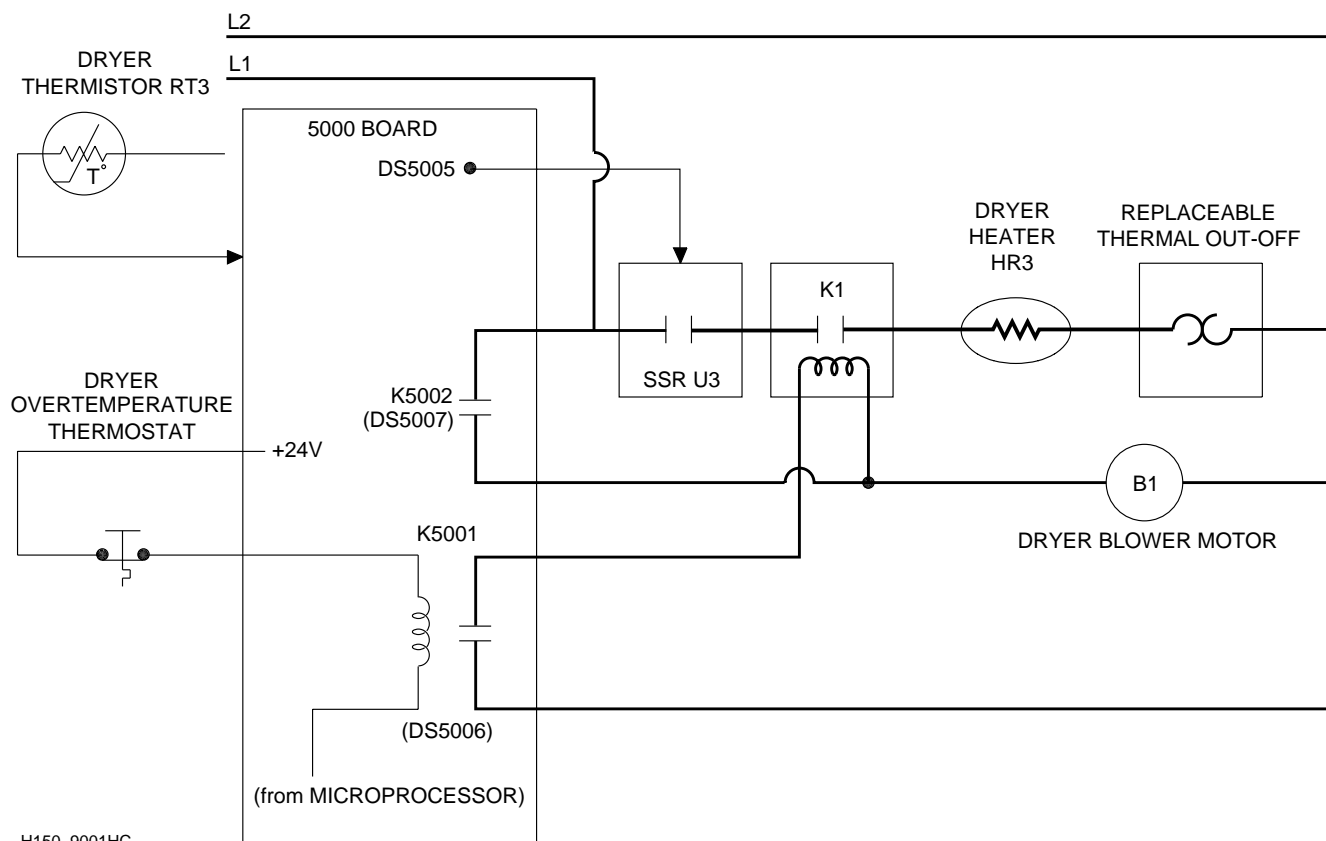 L2
L1
DRYER
THERMISTOR RT3
T°
5000 BOARD
DS5005
DRYER
HEATER
HR3
REPLACEABLE
THERMAL OUT-OFF
K1
SSR U3
K5002
(DS5007)
DRYER
OVERTEMPERATURE
THERMOSTAT
+24V
B1
DRYER BLOWER MOTOR
K5001
(DS5006)
(from MICROPROCESSOR)